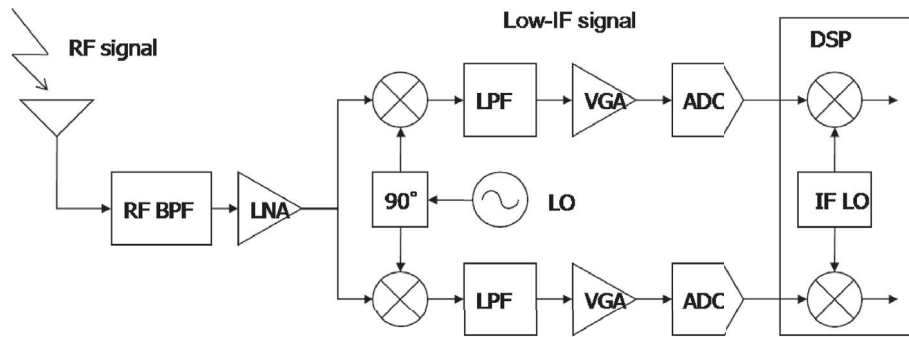 Low-IF signal
RF signal
DSP
LPF
VGA
ADC
RF BPF
LNA
90°
LO
IF LO
LPF
VGA
ADC